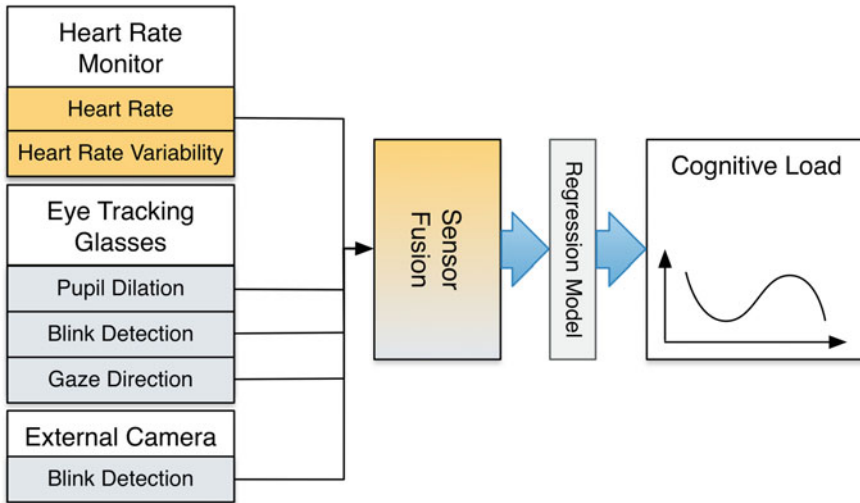 Heart Rate
Monitor
Heart Rate
Heart Rate Variability
Eye Tracking
Glasses
Pupil Dilation
Blink Detection
Gaze Direction
External Camera
Blink Detection
Sensor
Fusion
Regression Model
Cognitive Load